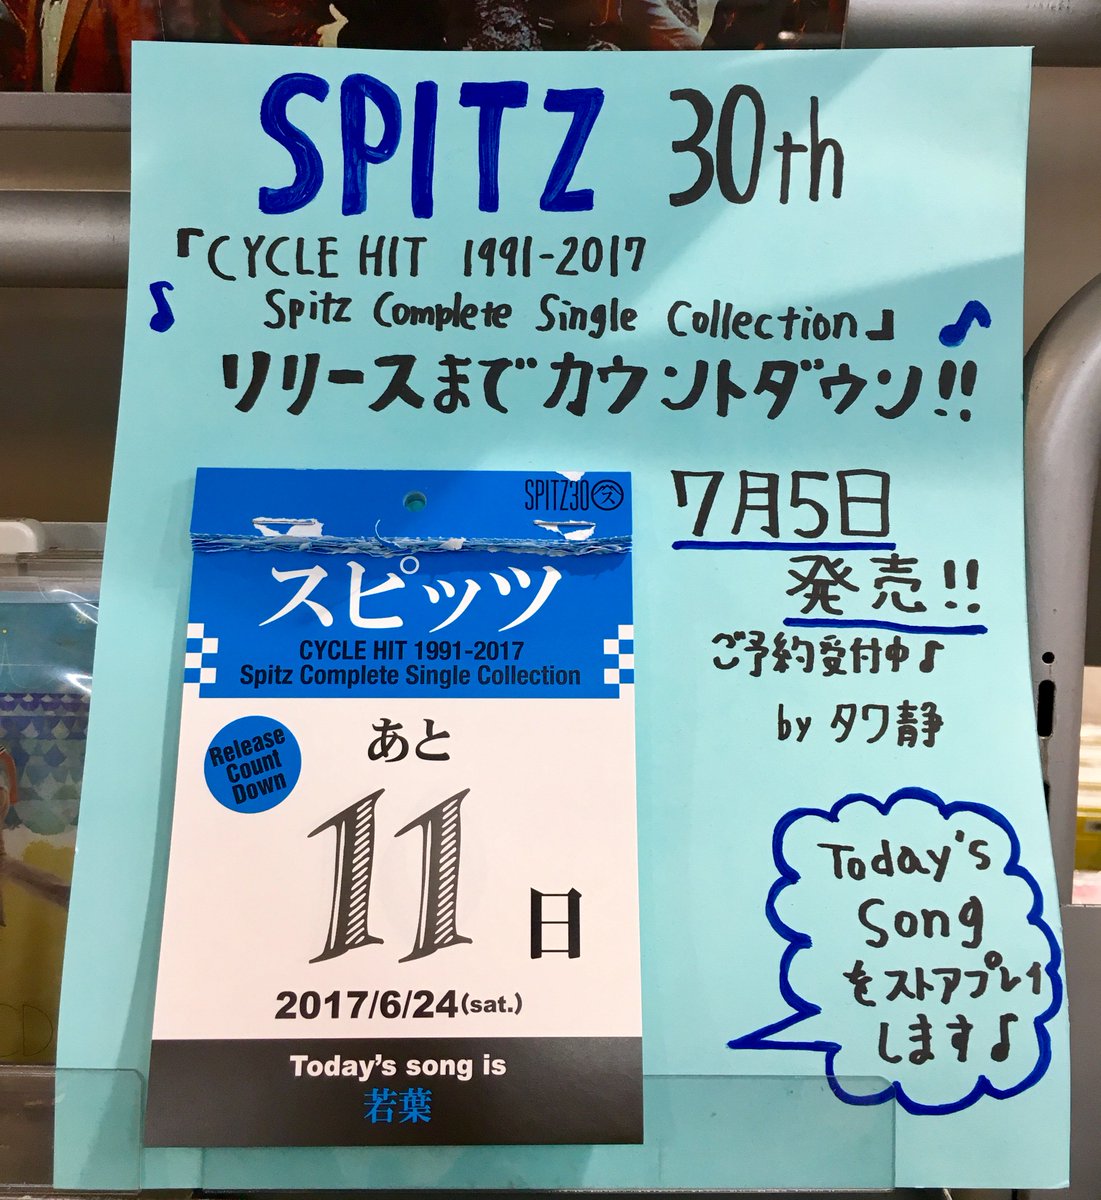 SPITZ 30th
『CYCLE HIT 1991-2017
Spitz Complete Single Collection』
リリースまでカウントダウン!!
SPITZ30 ス
スピッツ
CYCLE HIT 1991-2017
Spitz Complete Single Collection
Release
Count
Down
あと
11日
2017/6/24(sat.)
Today's song is
若葉
7月5日
発売!!
ご予約受付中♪
by タワ静
Today's
Song
をストアプレイ
します♪